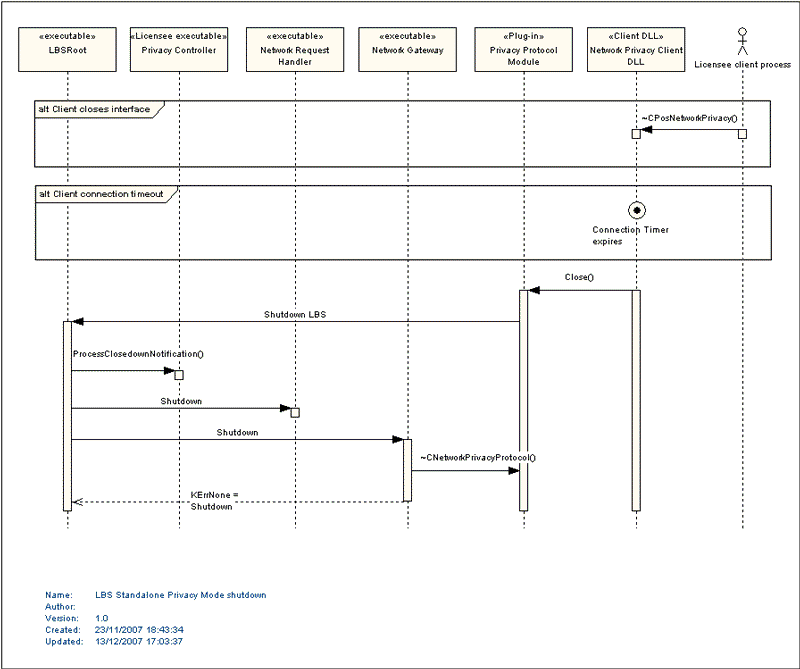 «executable»
LBSRoot
«Licensee executable»
Privacy Controller
«executable»
Network Request
Handler
«executable»
Network Gateway
«Plug-in»
Privacy Protocol
Module
«Client DLL»
Network Privacy Client
DLL
Licensee client process
alt Client closes interface
~CPosNetworkPrivacy()
alt Client connection timeout
Connection Timer
expires
Close()
Shutdown LBS
ProcessClosedownNotification()
Shutdown
Shutdown
~CNetworkPrivacyProtocol()
KErrNone =
Shutdown
Name: LBS Standalone Privacy Mode shutdown
Author:
Version: 1.0
Created: 23/11/2007 18:43:34
Updated: 13/12/2007 17:03:37